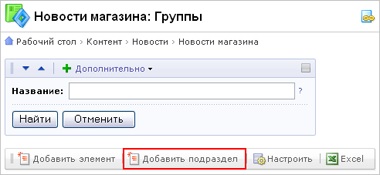 Новости магазина: Группы
Рабочий стол › Контент › Новости › Новости магазина
Дополнительно
Название: ?
Найти Отменить
Добавить элемент Добавить подраздел Настроить Excel